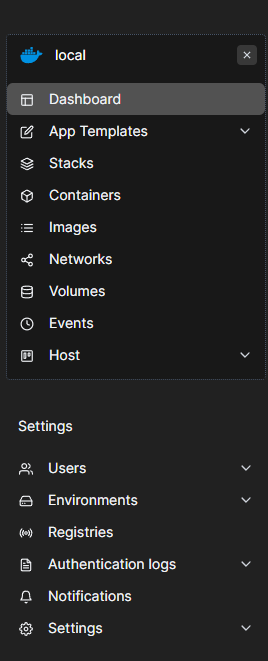 local
Dashboard
App Templates
Stacks
Containers
Images
Networks
Volumes
Events
Host
Settings
Users
Environments
Registries
Authentication logs
Notifications
Settings